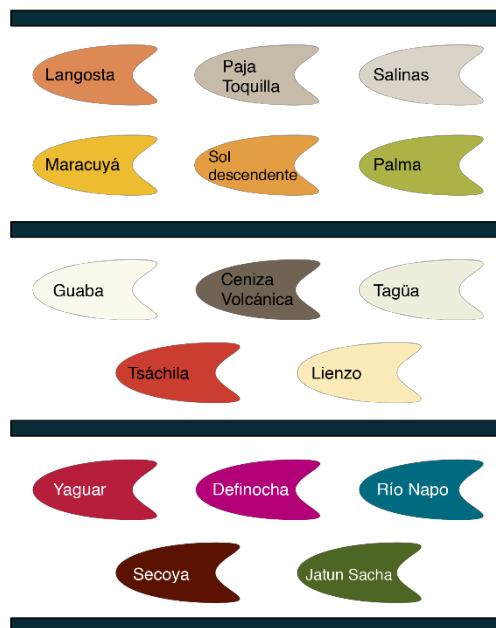 Langosta
Paja
Toquilla
Salinas
Maracuyá
Sol
descendente
Palma
Guaba
Ceniza
Volcánica
Tagüa
Tsáchila
Lienzo
Yaguar
Definocha
Río Napo
Secoya
Jatun Sacha